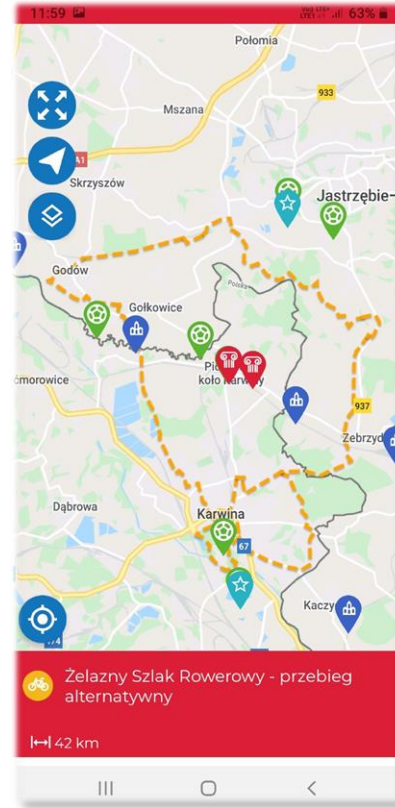 11:59
63%
Połomia
933
Mszana
A1
Skrzyszów
Jastrzębie-
Godów
Polska
Gołkowice
koło Karwiny
937
Zebrzyd
Dąbrowa
Karwina
67
Kaczy
Żelazny Szlak Rowerowy - przebieg
alternatywny
42 km